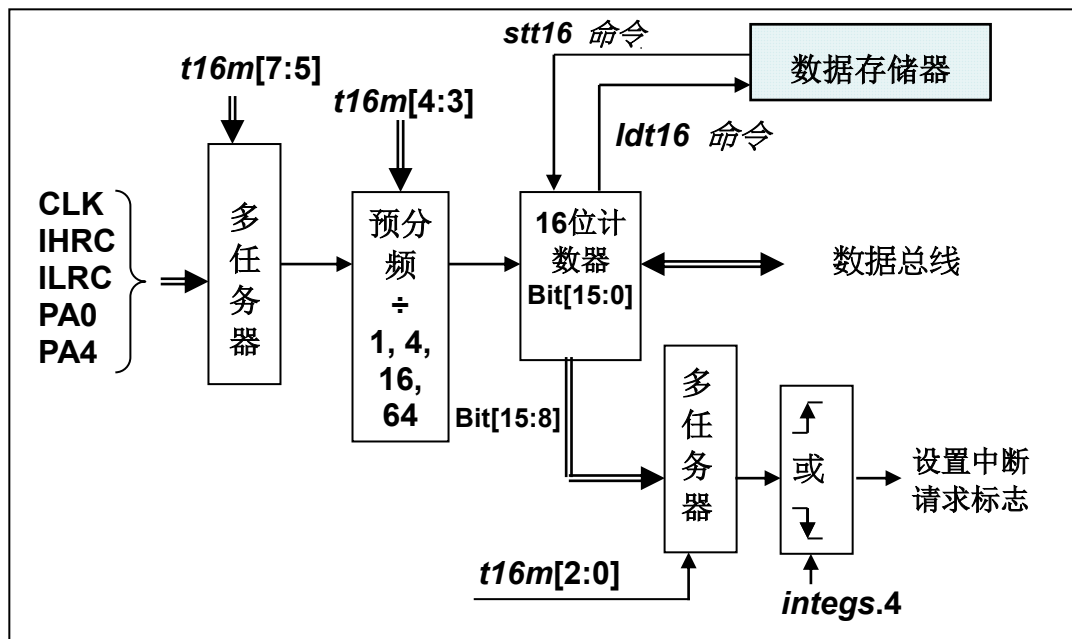 stt16 命令
数据存储器
t16m[7:5]
t16m[4:3]
ldt16 命令
CLK
IHRC
ILRC
PA0
PA4
多
任
务
器
预分
频
÷
1, 4,
16,
64
16位计
数器
Bit[15:0]
数据总线
Bit[15:8]
多
任
务
器
或
设置中断
请求标志
t16m[2:0]
integs.4